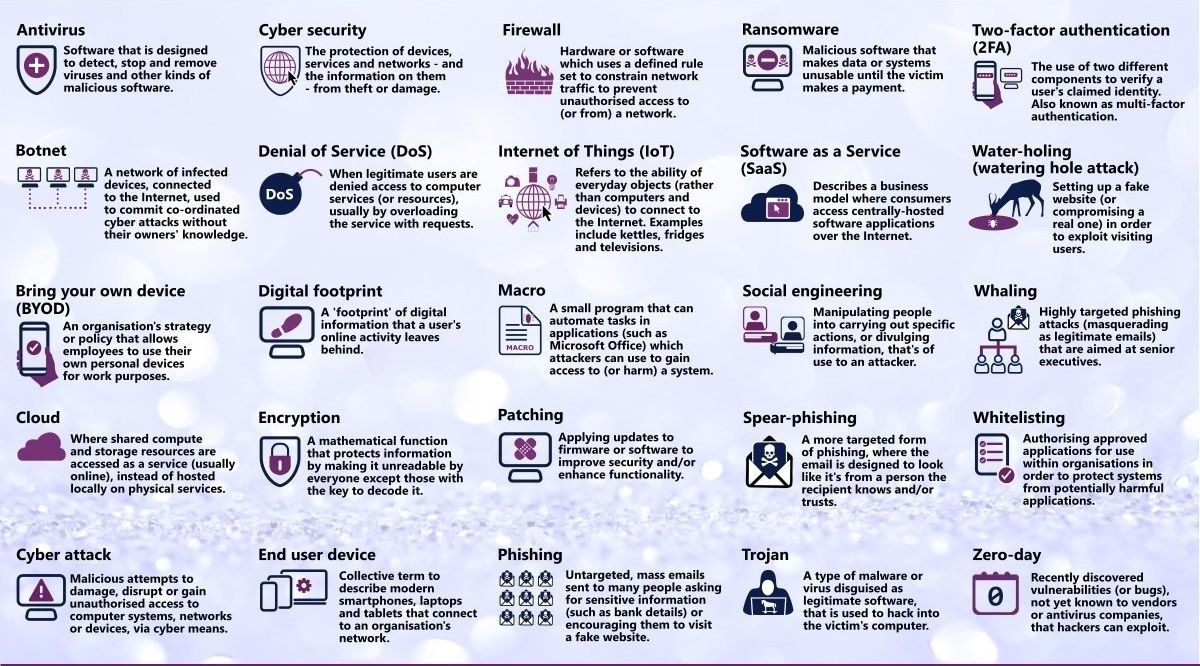 Antivirus
Software that is designed
to detect, stop and remove
viruses and other kinds of
malicious software.
Cyber security
The protection of devices,
services and networks - and
the information on them
- from theft or damage.
Firewall
Hardware or software
which uses a defined rule
set to constrain network
traffic to prevent
unauthorised access to
(or from) a network.
Ransomware
Malicious software that
makes data or systems
unusable until the victim
makes a payment.
Two-factor authentication
(2FA)
The use of two different
components to verify a
user's claimed identity.
Also known as multi-factor
authentication.
Botnet
A network of infected
devices, connected
to the Internet, used
to commit co-ordinated
cyber attacks without
their owners' knowledge.
Denial of Service (DoS)
DoS
When legitimate users are
denied access to computer
services (or resources),
usually by overloading
the service with requests.
Internet of Things (IoT)
Refers to the ability of
everyday objects (rather
than computers and
devices) to connect to
the Internet. Examples
include kettles, fridges
and televisions.
Software as a Service
(SaaS)
Describes a business
model where consumers
access centrally-hosted
software applications
over the Internet.
Water-holing
(watering hole attack)
Setting up a fake
website (or
compromising a
real one) in order
to exploit visiting
users.
Bring your own device
(BYOD)
An organisation's strategy
or policy that allows
employees to use their
own personal devices
for work purposes.
Digital footprint
A 'footprint' of digital
information that a user's
online activity leaves
behind.
Macro
MACRO
A small program that can
automate tasks in
applications (such as
Microsoft Office) which
attackers can use to gain
access to (or harm) a system.
Social engineering
Manipulating people
into carrying out specific
actions, or divulging
information, that's of
use to an attacker.
Whaling
Highly targeted phishing
attacks (masquerading
as legitimate emails)
that are aimed at senior
executives.
Cloud
Where shared compute
and storage resources are
accessed as a service (usually
online), instead of hosted
locally on physical services.
Encryption
A mathematical function
that protects information
by making it unreadable by
everyone except those with
the key to decode it.
Patching
Applying updates to
firmware or software to
improve security and/or
enhance functionality.
Spear-phishing
A more targeted form
of phishing, where the
email is designed to look
like it's from a person the
recipient knows and/or
trusts.
Whitelisting
Authorising approved
applications for use
within organisations in
order to protect systems
from potentially harmful
applications.
Cyber attack
Malicious attempts to
damage, disrupt or gain
unauthorised access to
computer systems, networks
or devices, via cyber means.
End user device
Collective term to
describe modern
smartphones, laptops
and tablets that connect
to an organisation's
network.
Phishing
Untargeted, mass emails
sent to many people asking
for sensitive information
(such as bank details) or
encouraging them to visit
a fake website.
Trojan
A type of malware or
virus disguised as
legitimate software,
that is used to hack into
the victim's computer.
Zero-day
0
Recently discovered
vulnerabilities (or bugs),
not yet known to vendors
or antivirus companies,
that hackers can exploit.